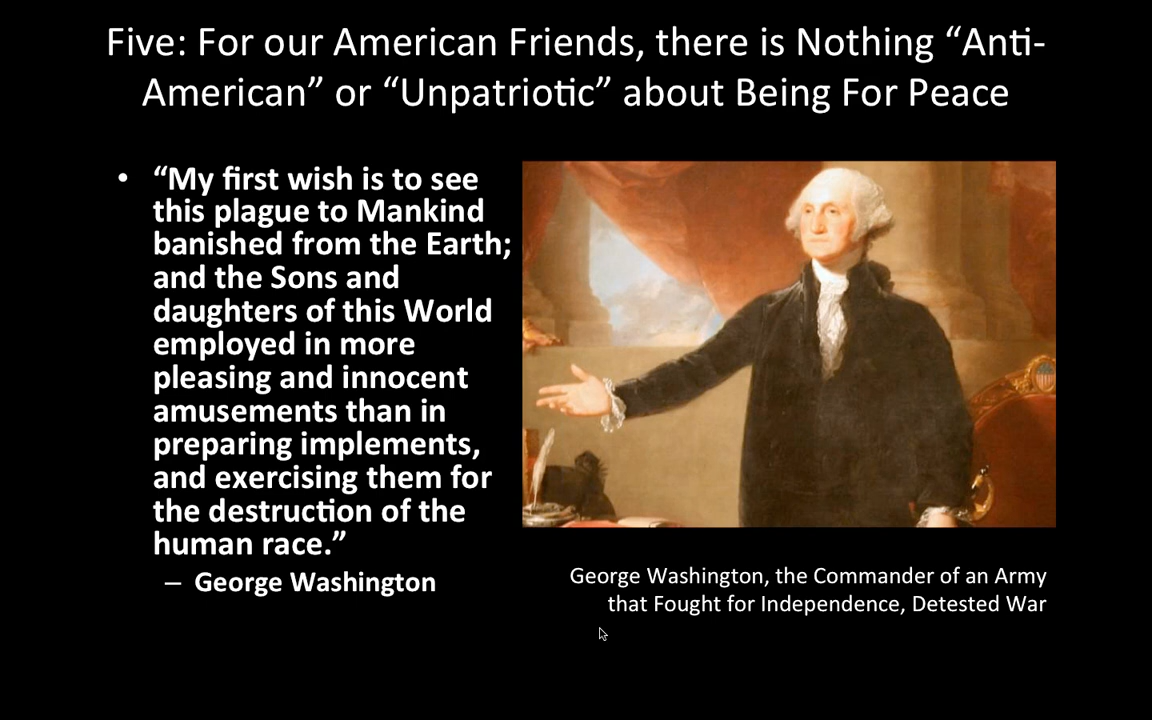 Five: For our American Friends, there is Nothing “Anti-
American” or “Unpatriotic” about Being For Peace
• “My first wish is to see
this plague to Mankind
banished from the Earth;
and the Sons and
daughters of this World
employed in more
pleasing and innocent
amusements than in
preparing implements,
and exercising them for
the destruction of the
human race.”
– George Washington
George Washington, the Commander of an Army
that Fought for Independence, Detested War